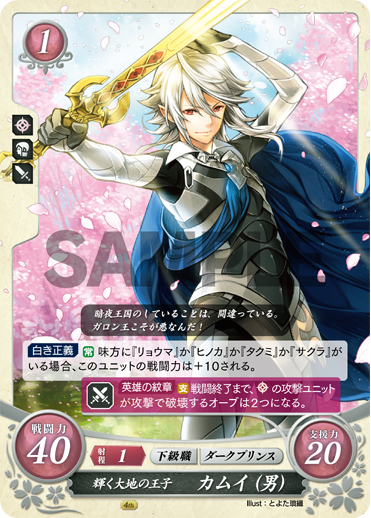 1
SAMPLE
暗夜王国のしていることは、間違っている。
ガロン王こそが悪なんだ！
白き正義 常 味方に『リョウマ』か『ヒノカ』か『タクミ』か『サクラ』が
いる場合、このユニットの戦闘力は＋10される。
英雄の紋章 支 戦闘終了まで、の攻撃ユニット
が攻撃で破壊するオーブは2つになる。
戦闘力
40
射程 1
下級職
ダークプリンス
支援力
20
輝く大地の王子 カムイ（男）
4th
Illust：とよた瑣織